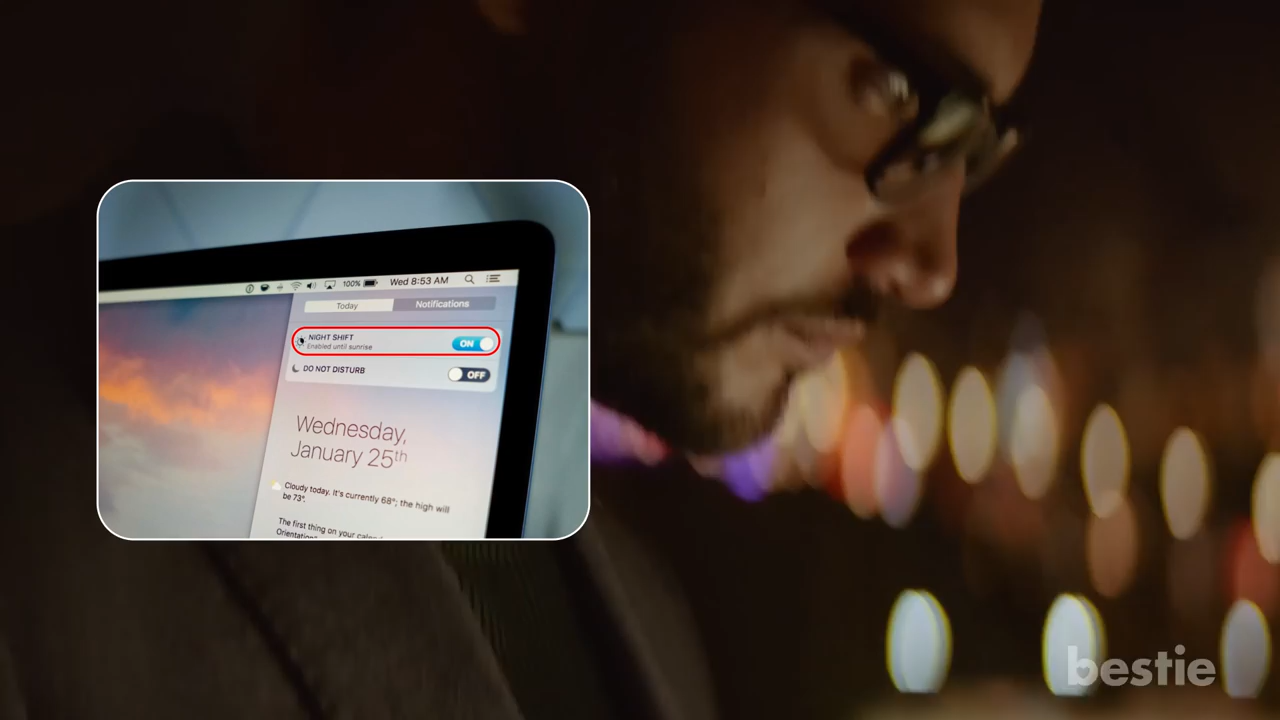 100% Wed 8:53 AM
Today Notifications
NIGHT SHIFT
Enabled until sunrise
ON
DO NOT DISTURB
OFF
Wednesday,
January 25th
Cloudy today. It's currently 68°; the high will
be 73°.
The first thing on your
bestie